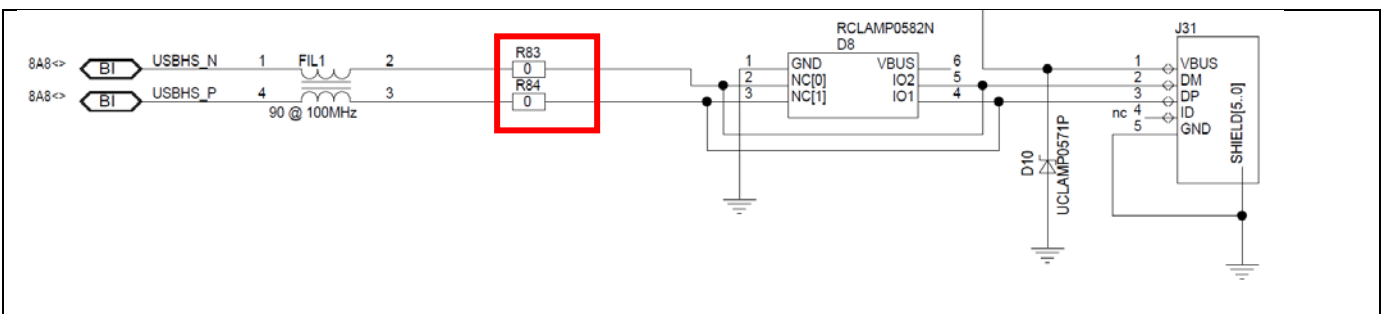 RCLAMP0582N
D8
J31
8A8<> BI USBHS_N 1 FIL1 2
R83
0
1 GND VBUS 6
2 NC[0] IO2 5
3 NC[1] IO1 4
1 VBUS
2 DM
3 DP
nc 4 ID
5 GND
SHIELD[5..0]
8A8<> BI USBHS_P 4 3
90 @ 100MHz
R84
0
D10
UCLAMP0571P